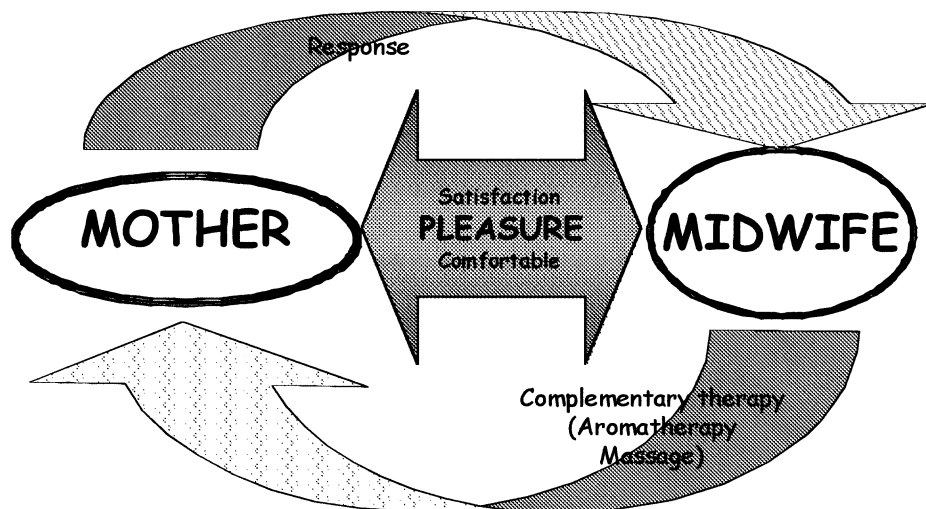 Response
MOTHER
Satisfaction
PLEASURE
Comfortable
MIDWIFE
Complementary therapy
(Aromatherapy
Massage)